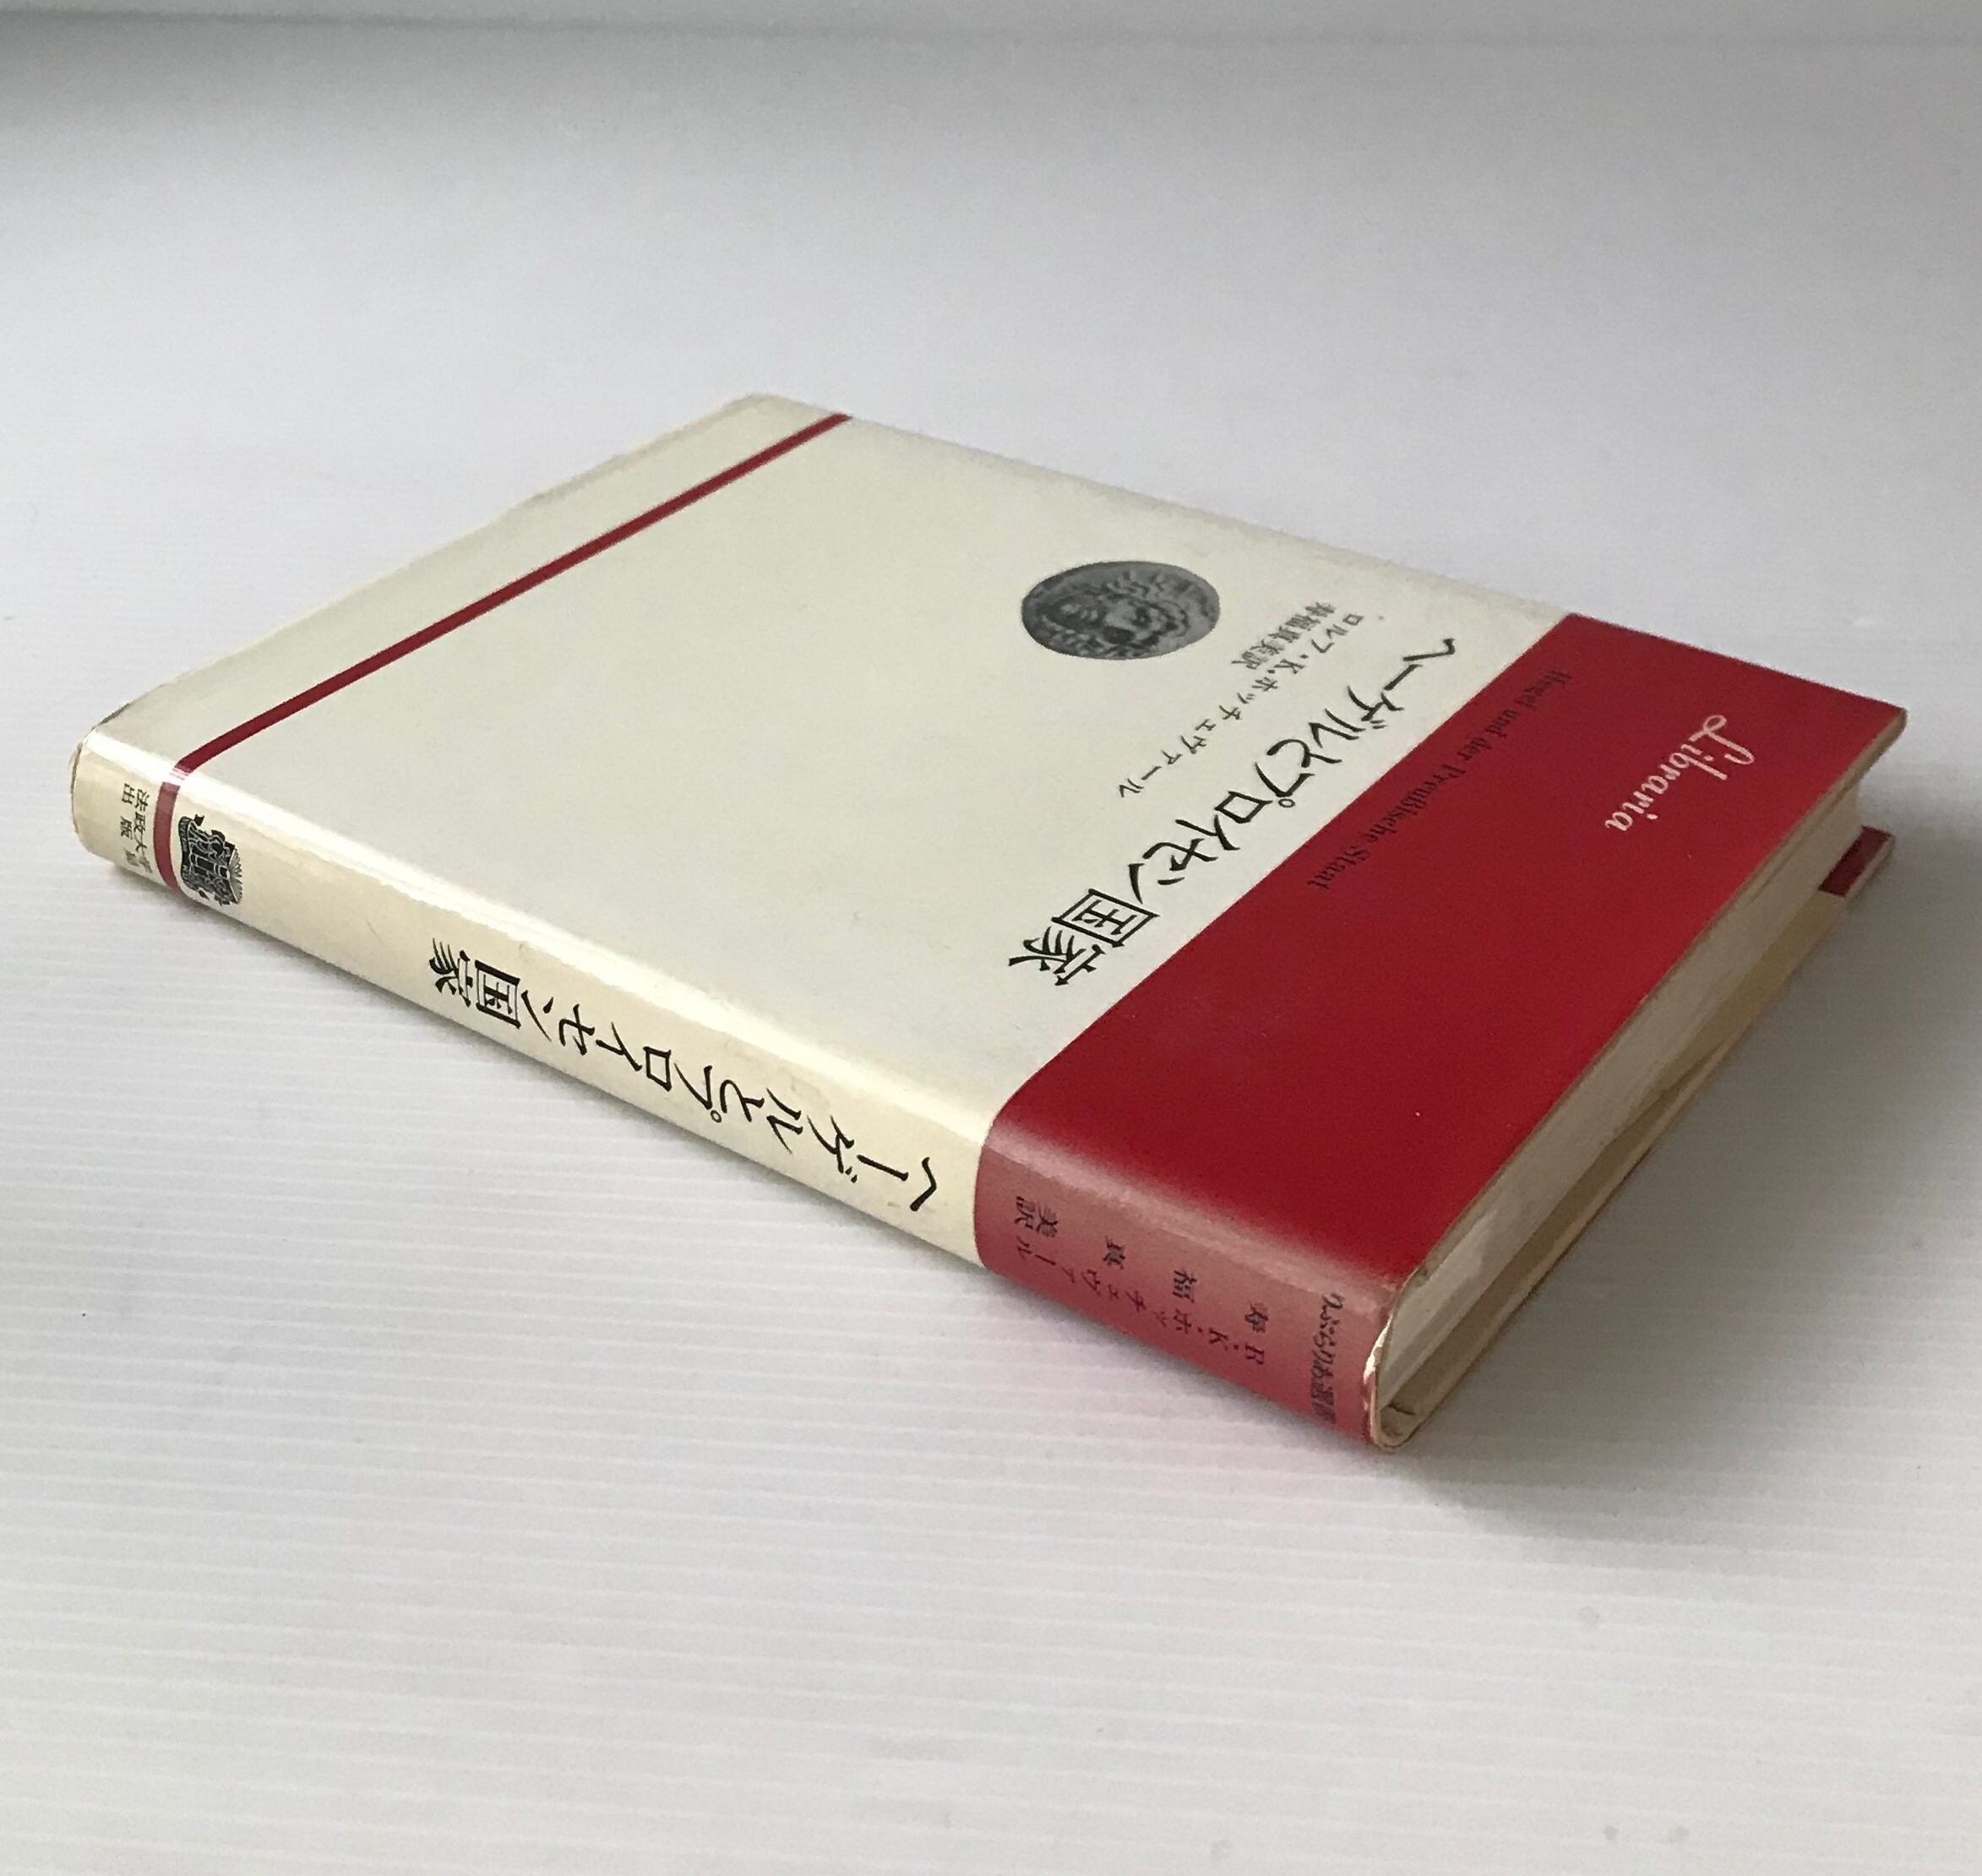 Libraria
Hegel und der Preußische Staat
ヘーゲルとプロイセン国家
ロルフ・K.ホッチェヴァール
寿福真美訳
りぶらりあ選書
R.K.ホッチェヴァール
寿福真美訳
ヘーゲルとプロイセン国家
法政大学
出版